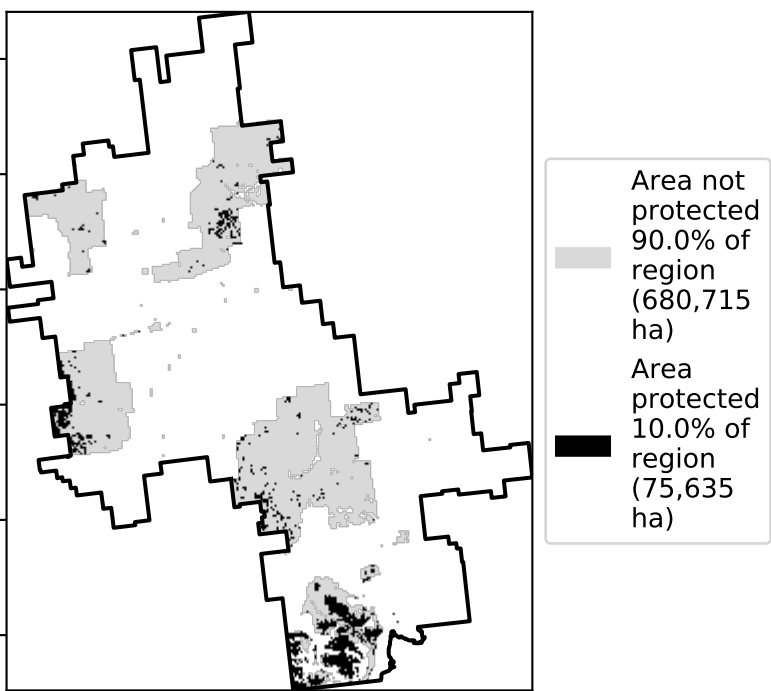 Area not
protected
90.0% of
region
(680,715
ha)
Area
protected
10.0% of
region
(75,635
ha)